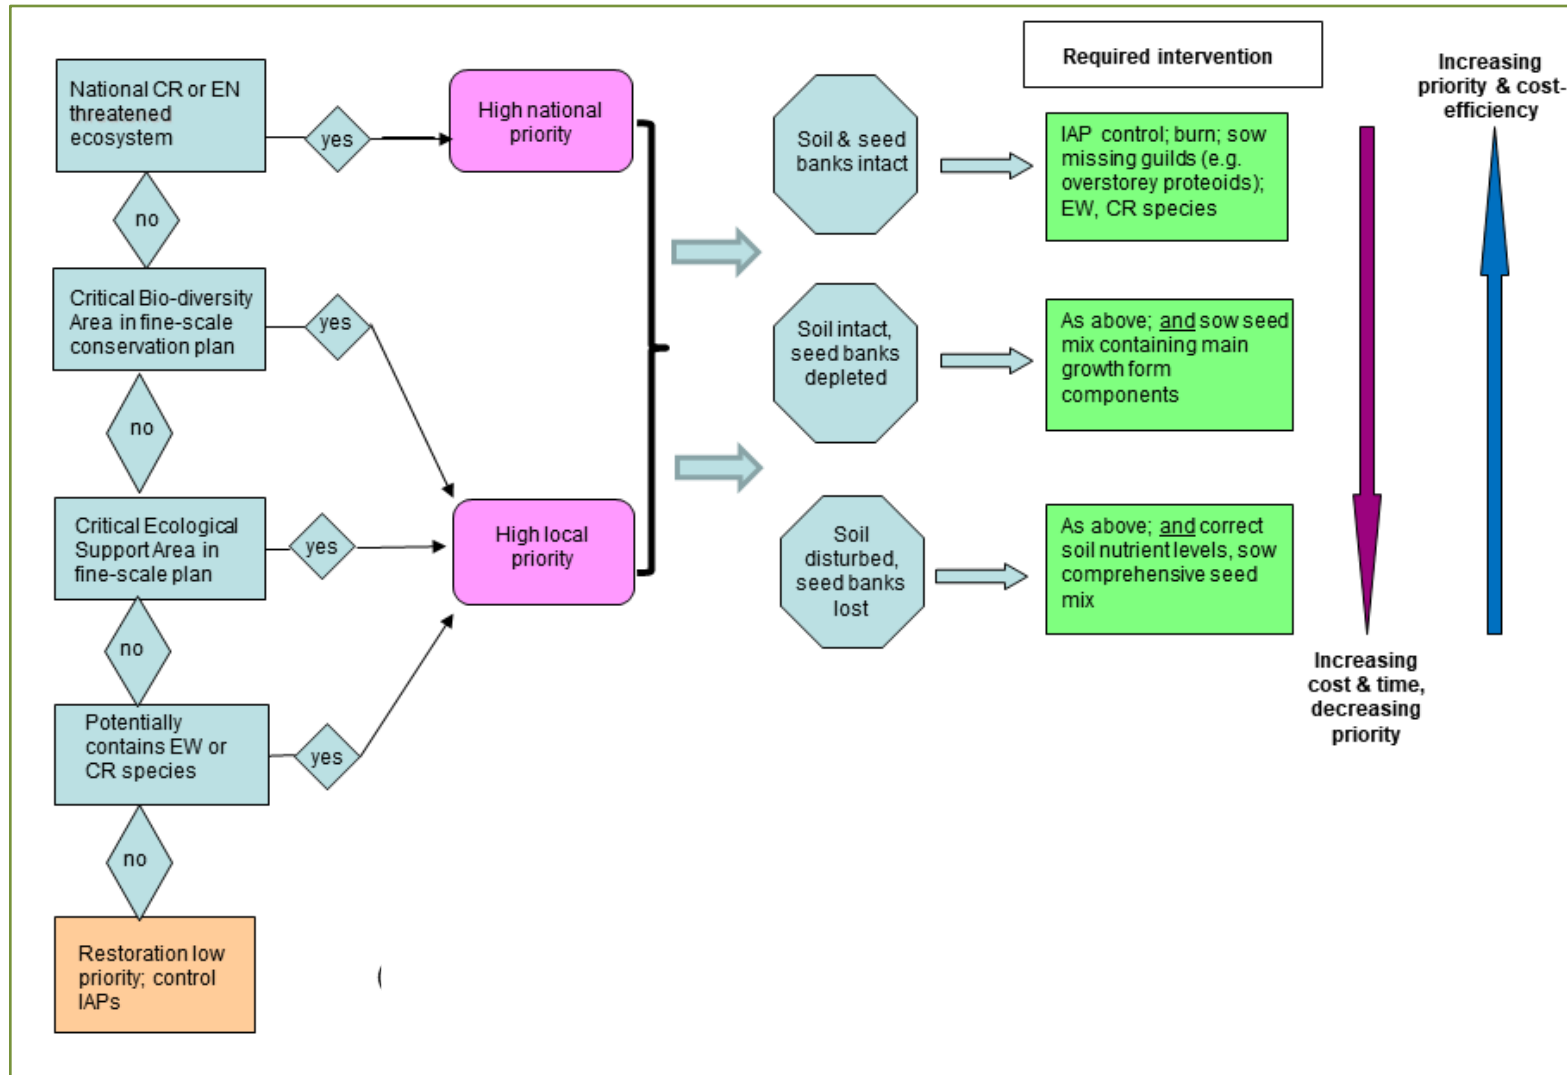 National CR or EN
threatened
ecosystem
yes
High national
priority
no
Critical Bio-diversity
Area in fine-scale
conservation plan
yes
no
Critical Ecological
Support Area in
fine-scale plan
yes
High local
priority
no
Potentially
contains EW or
CR species
yes
no
Restoration low
priority; control
IAPs
(
Soil & seed
banks intact
Soil intact,
seed banks
depleted
Soil
disturbed,
seed banks
lost
Required intervention
IAP control; burn; sow
missing guilds (e.g.
overstorey proteoids);
EW, CR species
As above; and sow seed
mix containing main
growth form
components
As above; and correct
soil nutrient levels, sow
comprehensive seed
mix
Increasing
priority & cost-
efficiency
Increasing
cost & time,
decreasing
priority